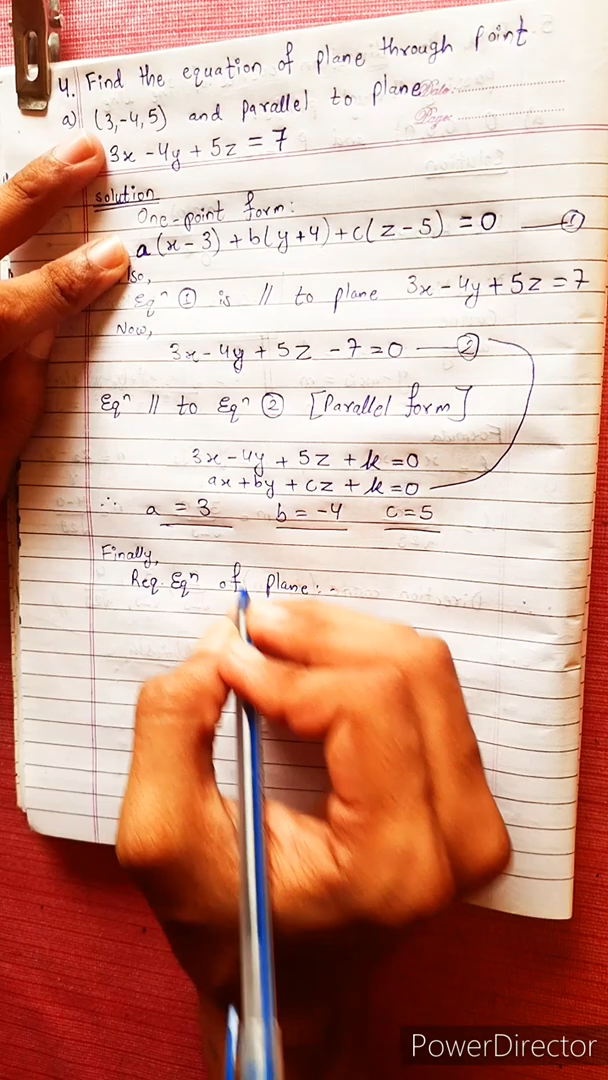 4. Find the equation of plane through point
a) (3,-4,5) and parallel to plane
Date:
Page:
3x - 4y + 5z = 7
solution
One-point form:
a(x-3) + b(y+4) + c(z-5) = 0 — ①
Eqⁿ ① is // to plane 3x - 4y + 5z = 7
Now,
3x - 4y + 5z - 7 = 0 — ②
Eqⁿ // to Eqⁿ ② [Parallel form]
3x - 4y + 5z + k = 0
ax + by + cz + k = 0
∴ a = 3 b = -4 c = 5
Finally,
Req. Eqⁿ of plane:-
PowerDirector